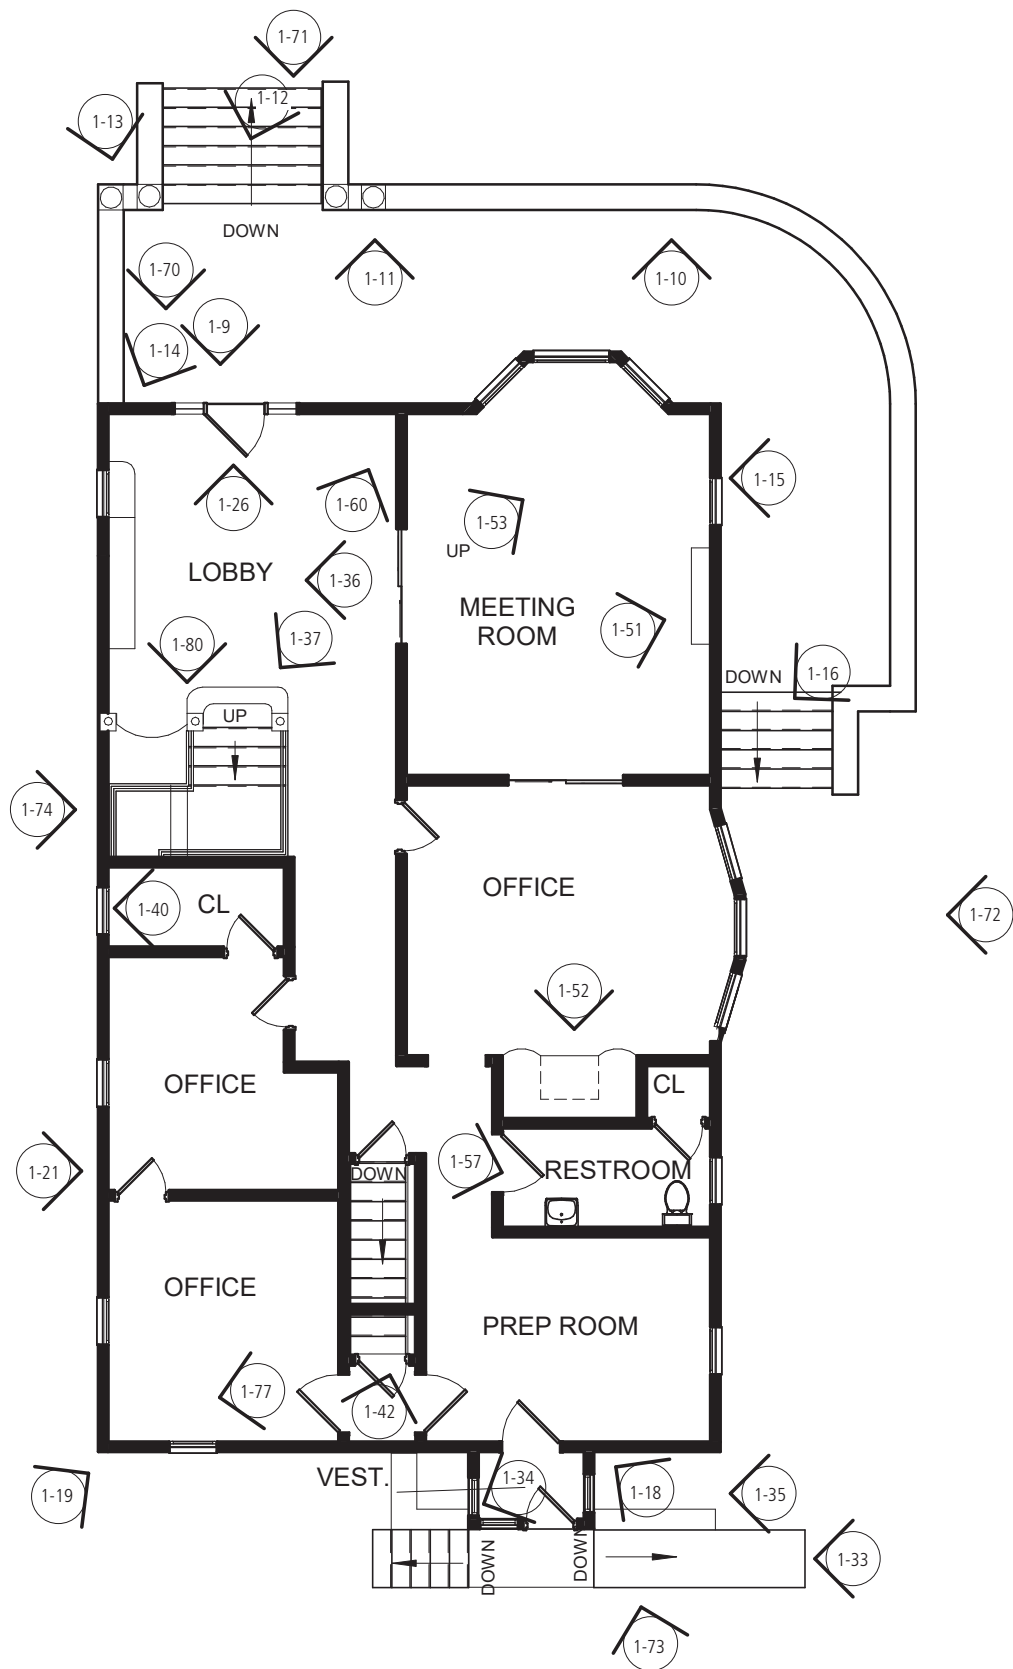 1-71
1-12
1-13
DOWN
1-70
1-11
1-10
1-9
1-14
1-15
1-26
1-60
1-53
UP
LOBBY
1-36
MEETING
ROOM
1-51
1-37
1-80
DOWN
1-16
UP
1-74
OFFICE
CL
1-40
1-72
1-52
OFFICE
CL
1-57
1-21
DOWN
RESTROOM
OFFICE
PREP ROOM
1-77
1-42
VEST.
1-34
1-19
1-18
1-35
DOWN
DOWN
1-33
1-73